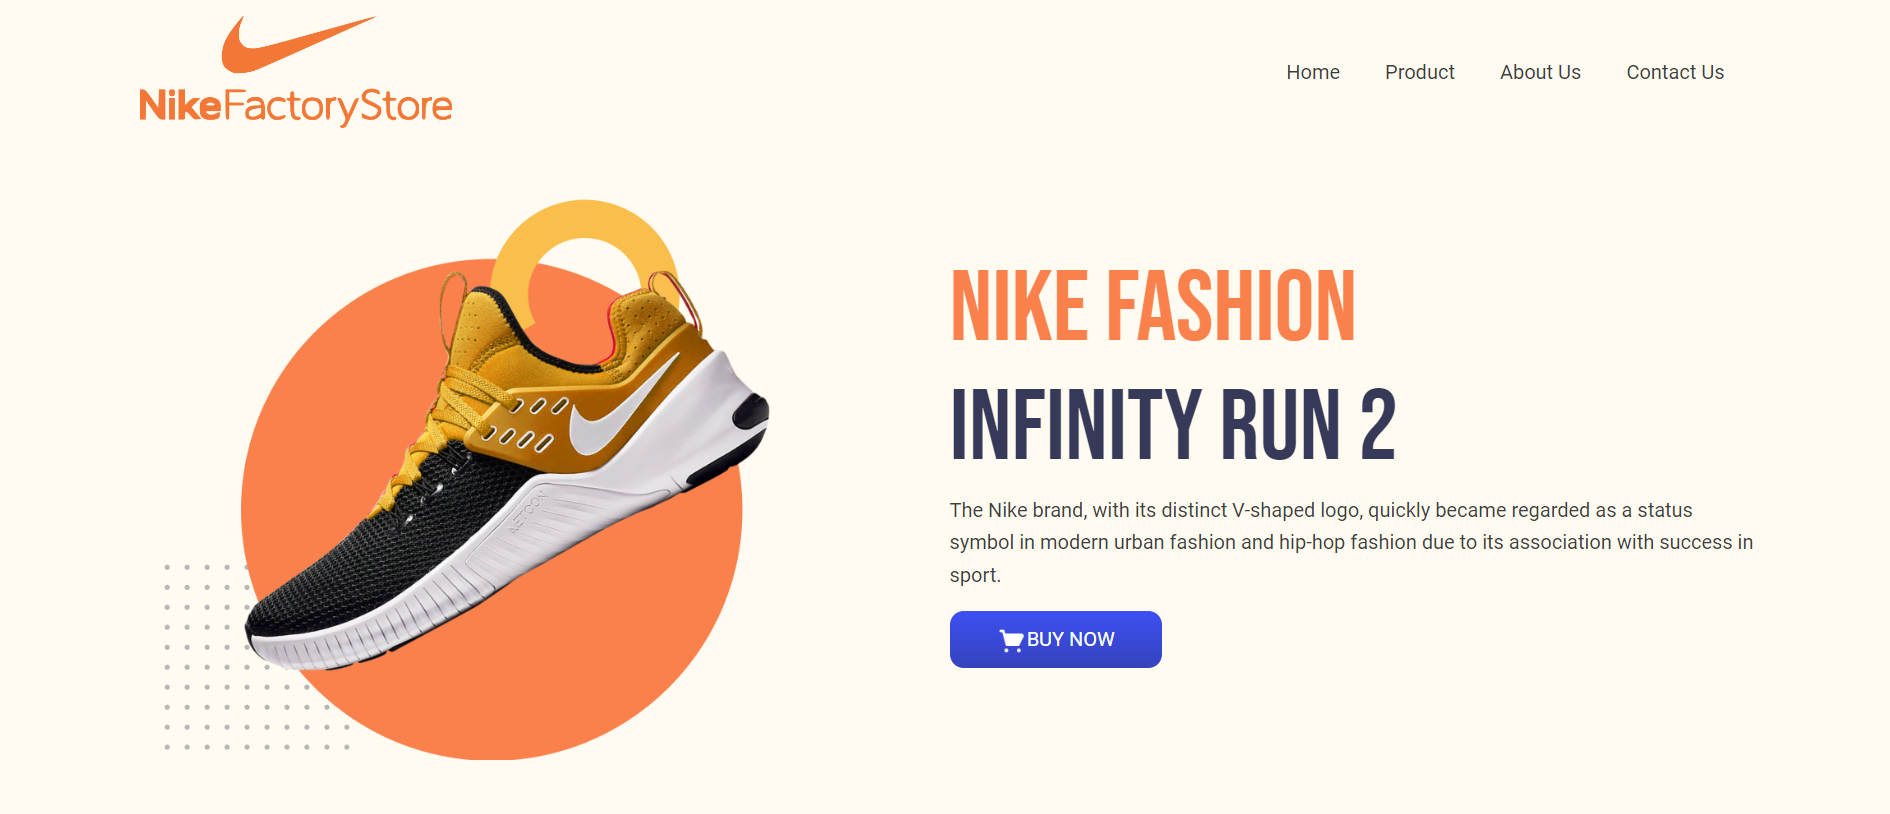 NikeFactoryStore
Home Product About Us Contact Us
NIKE FASHION
INFINITY RUN 2
The Nike brand, with its distinct V-shaped logo, quickly became regarded as a status
symbol in modern urban fashion and hip-hop fashion due to its association with success in
sport.
BUY NOW